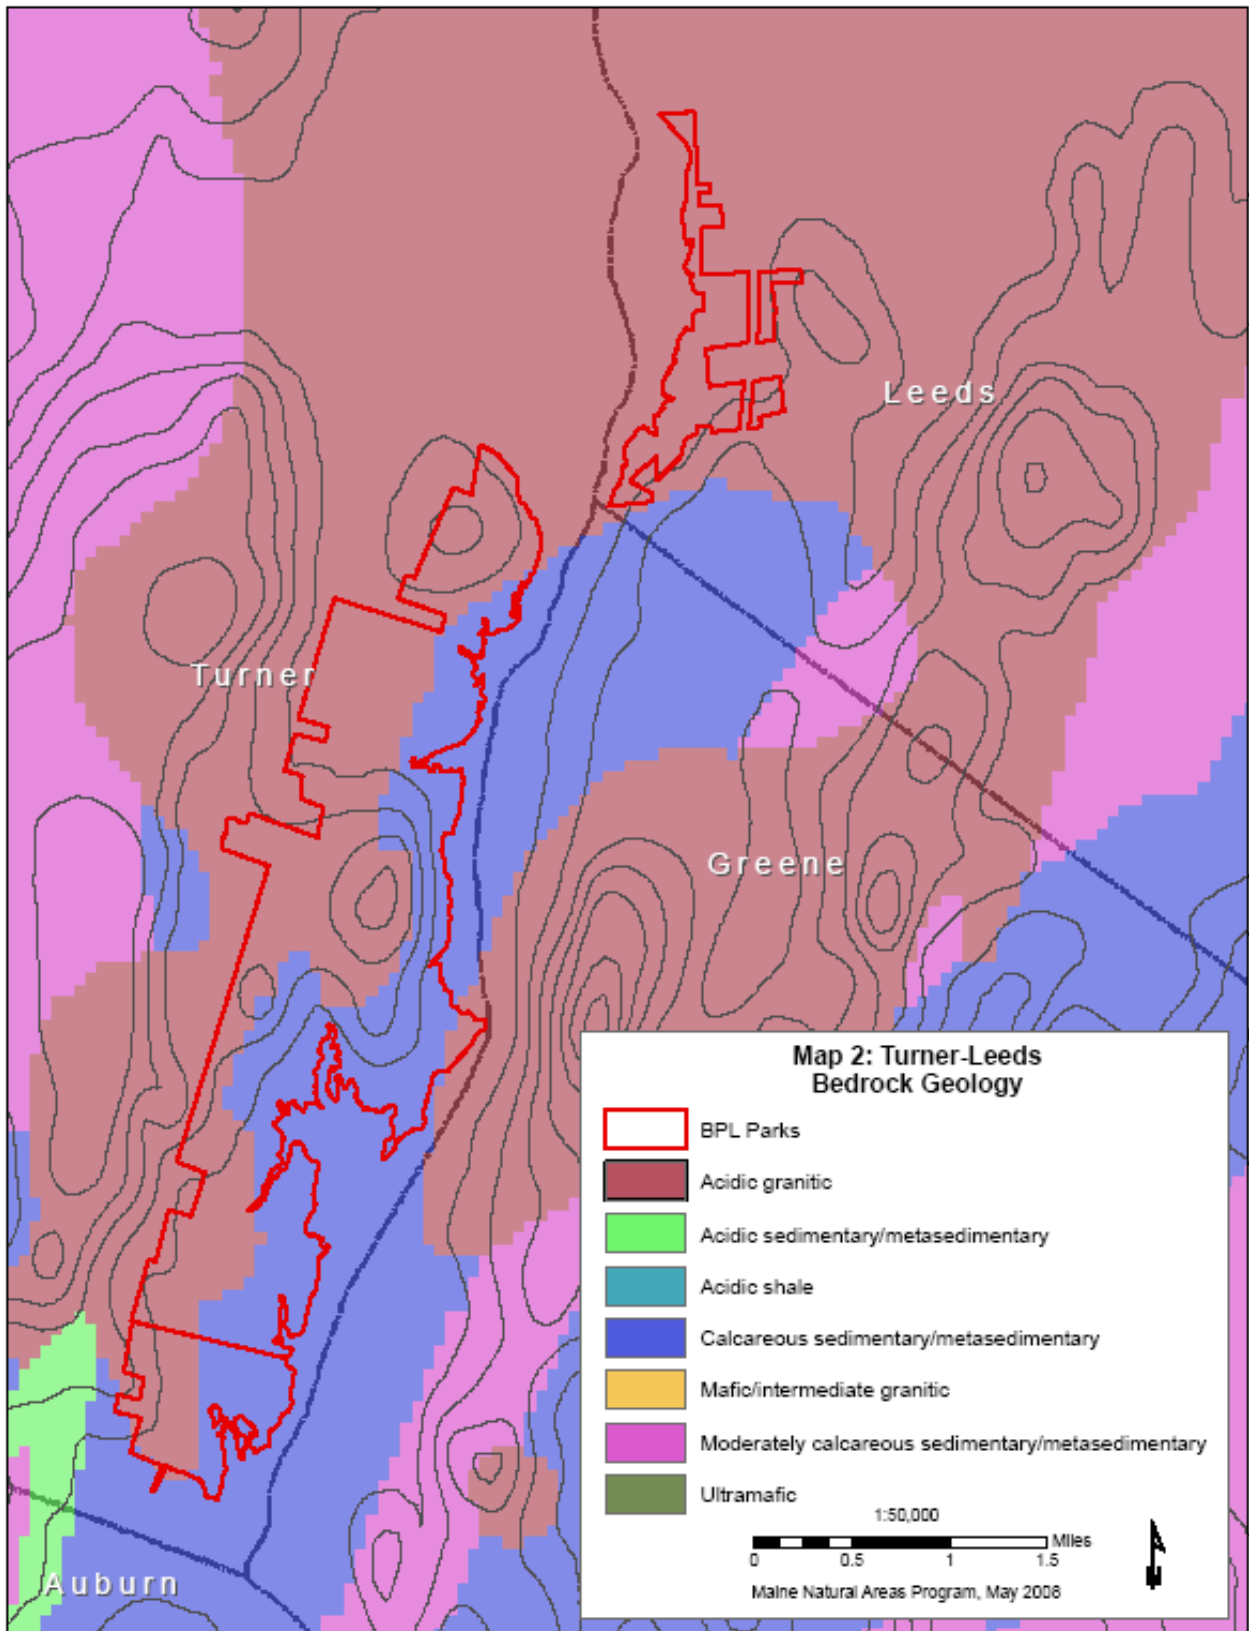 Leeds
Turner
Greene
Auburn
Map 2: Turner-Leeds
Bedrock Geology
BPL Parks
Acidic granitic
Acidic sedimentary/metasedimentary
Acidic shale
Calcareous sedimentary/metasedimentary
Mafic/intermediate granitic
Moderately calcareous sedimentary/metasedimentary
Ultramafic
1:50,000
Miles
0 0.5 1 1.5
Maine Natural Areas Program, May 2008